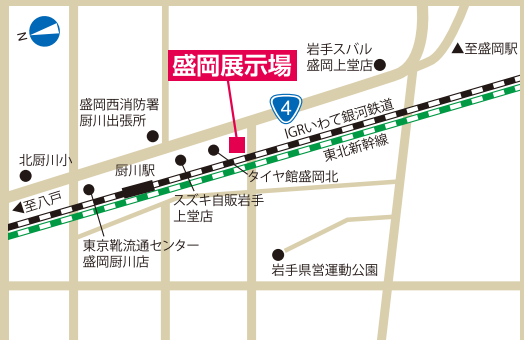 N
盛岡展示場
岩手スバル
盛岡上堂店
▲至盛岡駅
盛岡西消防署
厨川出張所
4
IGRいわて銀河鉄道
東北新幹線
北厨川小
厨川駅
タイヤ館盛岡北
◀至八戸
スズキ自販岩手
上堂店
東京靴流通センター
盛岡厨川店
岩手県営運動公園